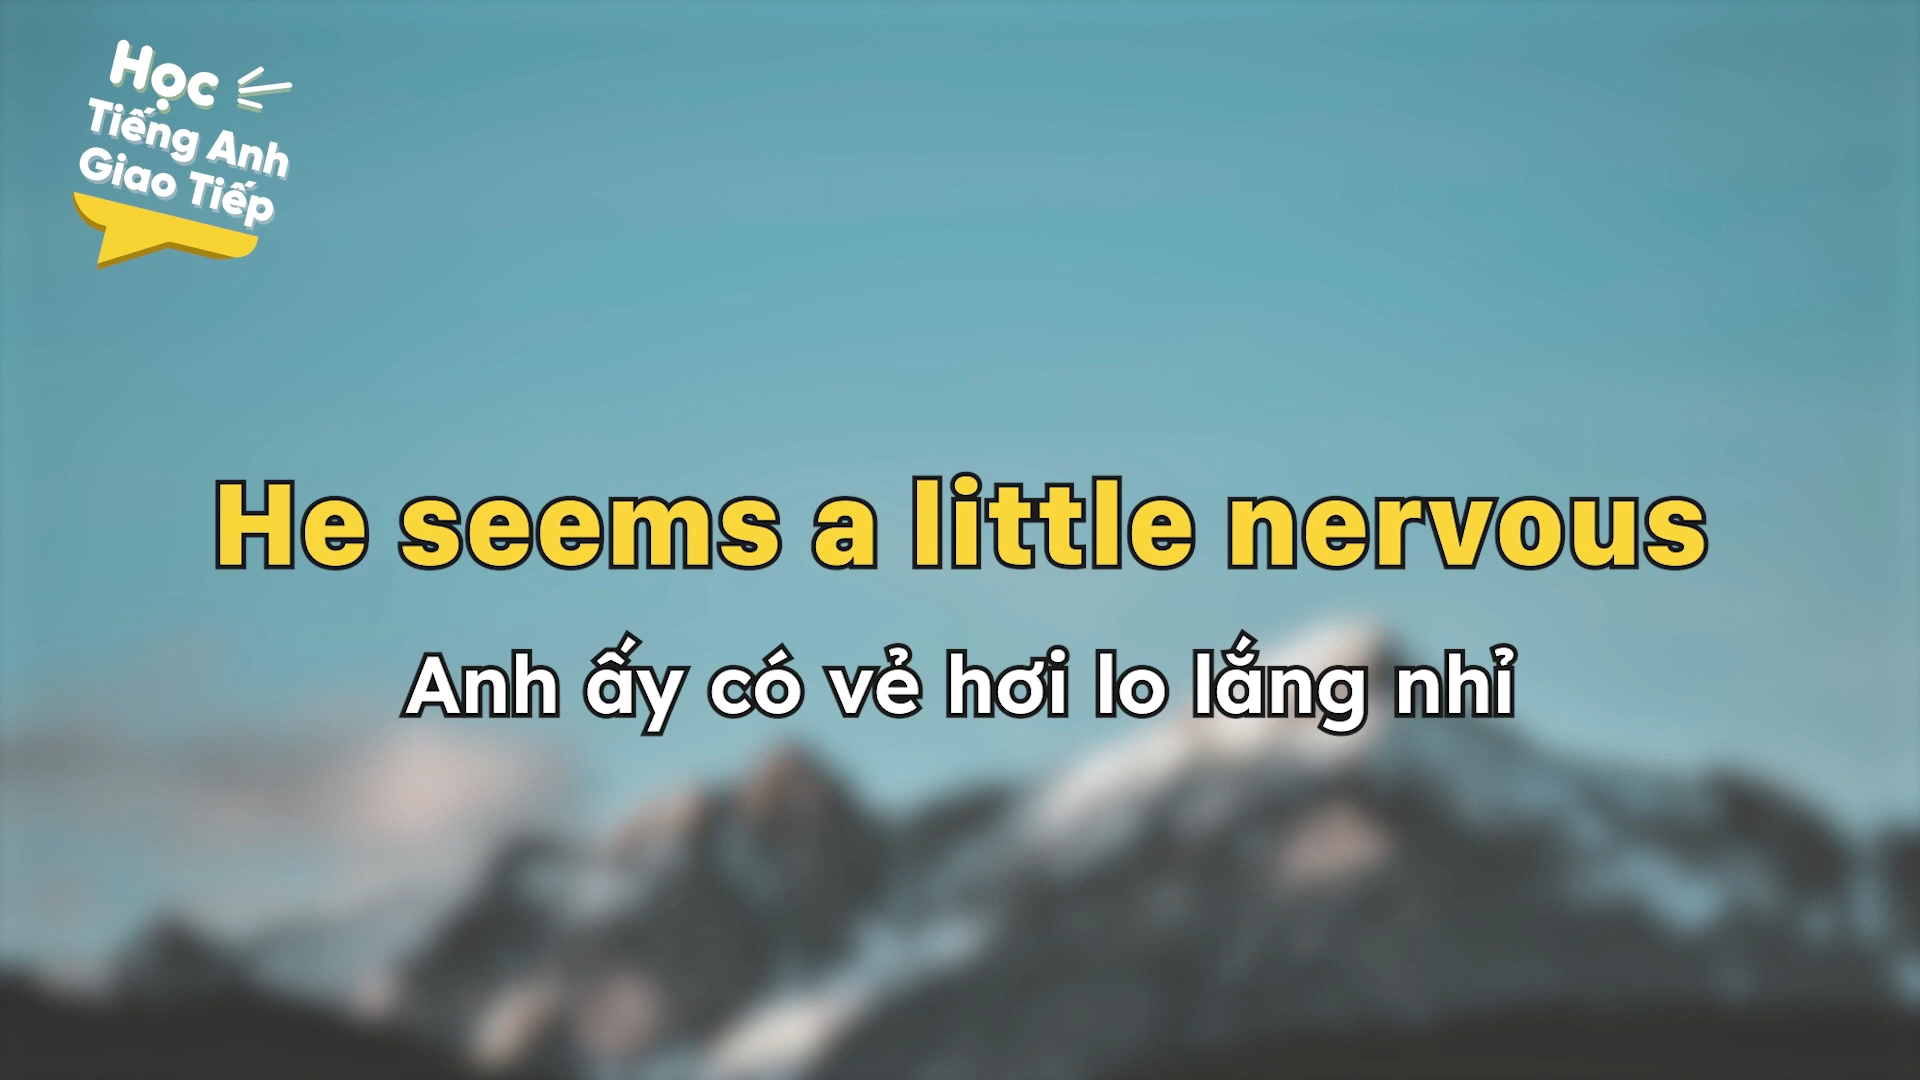 Học
Tiếng Anh
Giao Tiếp
He seems a little nervous
Anh ấy có vẻ hơi lo lắng nhỉ